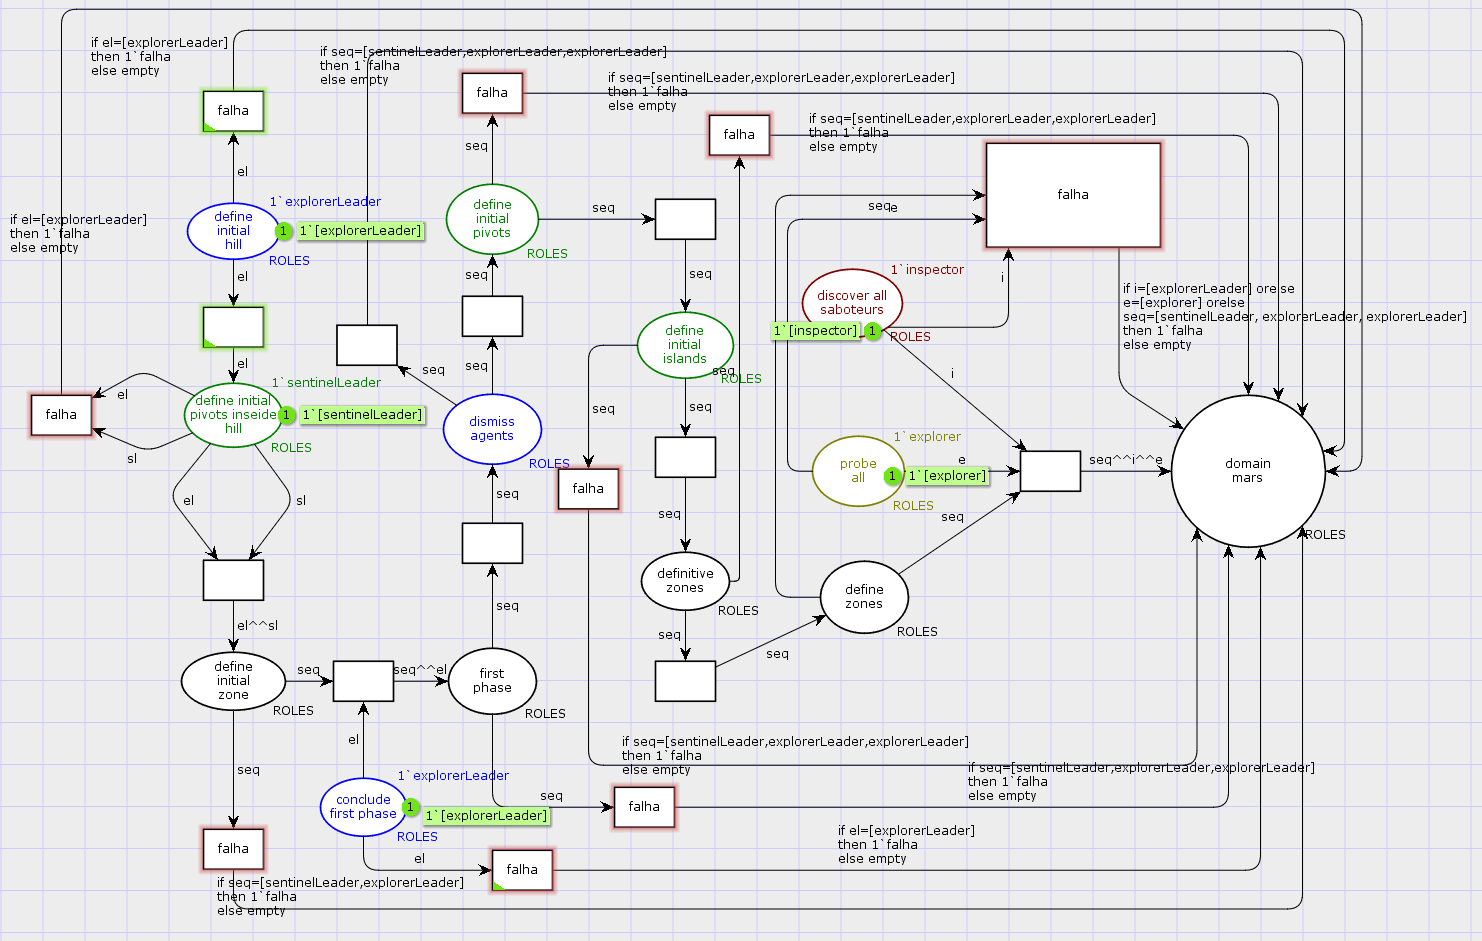 if el=[explorerLeader]
then 1`falha
else empty
if seq=[sentinelLeader,explorerLeader,explorerLeader]
then 1`falha
else empty
if seq=[sentinelLeader,explorerLeader,explorerLeader]
then 1`falha
else empty
if seq=[sentinelLeader,explorerLeader,explorerLeader]
then 1`falha
else empty
falha
falha
falha
falha
el
seq
define
initial
hill
1`explorerLeader
1
1`[explorerLeader]
ROLES
if el=[explorerLeader]
then 1`falha
else empty
define
initial
pivots
ROLES
seq
seq
e
el
seq
seq
i
1`inspector
discover all
saboteurs
1`[inspector]
1
ROLES
if i=[explorerLeader] orelse
e=[explorer] orelse
seq=[sentinelLeader, explorerLeader, explorerLeader]
then 1`falha
else empty
define
initial
islands
seq
ROLES
el
seq
seq
i
1`sentinelLeader
define initial
pivots inseide
hill
1
1`[sentinelLeader]
ROLES
falha
el
sl
dismiss
agents
ROLES
seq
seq
falha
1`explorer
probe
all
e
1
1`[explorer]
ROLES
seq^^i^^e
domain
mars
ROLES
el
sl
seq
seq
seq
definitive
zones
ROLES
define
zones
ROLES
seq
el^^sl
seq
seq
define
initial
zone
ROLES
seq
seq^^el
first
phase
ROLES
el
seq
if seq=[sentinelLeader,explorerLeader,explorerLeader]
then 1`falha
else empty
if seq=[sentinelLeader,explorerLeader,explorerLeader]
then 1`falha
else empty
1`explorerLeader
conclude
first phase
1
1`[explorerLeader]
ROLES
seq
falha
if el=[explorerLeader]
then 1`falha
else empty
falha
el
falha
if seq=[sentinelLeader,explorerLeader]
then 1`falha
else empty